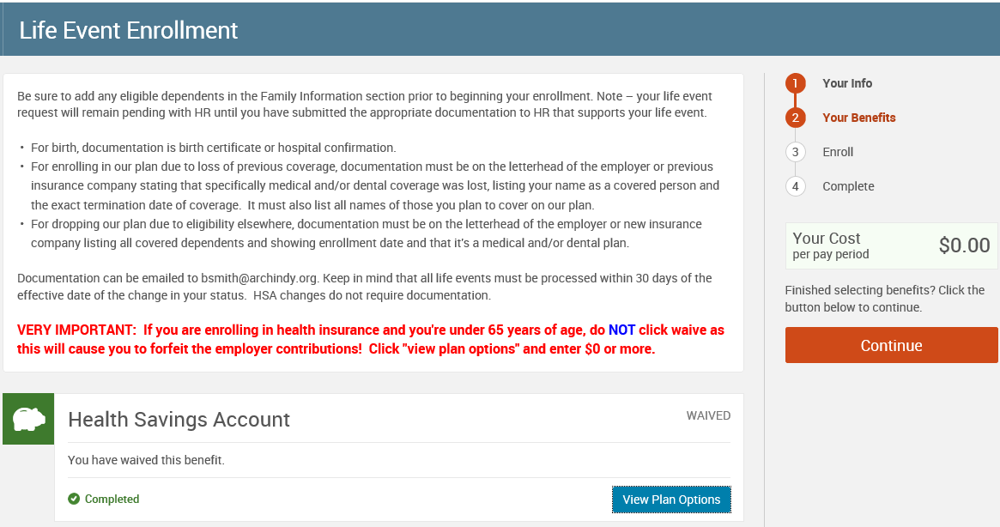 Life Event Enrollment
Be sure to add any eligible dependents in the Family Information section prior to beginning your enrollment. Note – your life event
request will remain pending with HR until you have submitted the appropriate documentation to HR that supports your life event.
• For birth, documentation is birth certificate or hospital confirmation.
• For enrolling in our plan due to loss of previous coverage, documentation must be on the letterhead of the employer or previous
insurance company stating that specifically medical and/or dental coverage was lost, listing your name as a covered person and
the exact termination date of coverage.  It must also list all names of those you plan to cover on our plan.
• For dropping our plan due to eligibility elsewhere, documentation must be on the letterhead of the employer or new insurance
company listing all covered dependents and showing enrollment date and that it's a medical and/or dental plan.
Documentation can be emailed to bsmith@archindy.org. Keep in mind that all life events must be processed within 30 days of the
effective date of the change in your status.  HSA changes do not require documentation.
VERY IMPORTANT:  If you are enrolling in health insurance and you're under 65 years of age, do NOT click waive as
this will cause you to forfeit the employer contributions!  Click "view plan options" and enter $0 or more.
Health Savings Account
WAIVED
You have waived this benefit.
Completed
View Plan Options
1 Your Info
2 Your Benefits
3 Enroll
4 Complete
Your Cost
per pay period
$0.00
Finished selecting benefits? Click the
button below to continue.
Continue